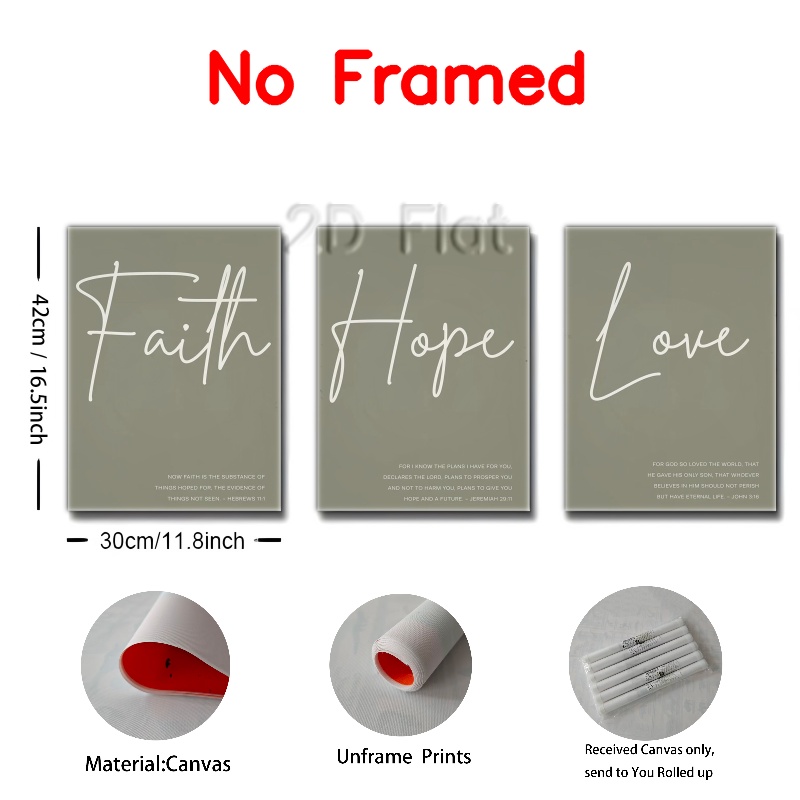 No Framed
2D Flat
42cm / 16.5inch
Faith
NOW FAITH IS THE SUBSTANCE OF
THINGS HOPED FOR, THE EVIDENCE OF
THINGS NOT SEEN. - HEBREWS 11:1
Hope
FOR I KNOW THE PLANS I HAVE FOR YOU,
DECLARES THE LORD, PLANS TO PROSPER YOU
AND NOT TO HARM YOU, PLANS TO GIVE YOU
HOPE AND A FUTURE. - JEREMIAH 29:11
Love
FOR GOD SO LOVED THE WORLD, THAT
HE GAVE HIS ONLY SON, THAT WHOEVER
BELIEVES IN HIM SHOULD NOT PERISH
BUT HAVE ETERNAL LIFE. - JOHN 3:16
30cm/11.8inch
Material:Canvas
Unframe Prints
Received Canvas only,
send to You Rolled up